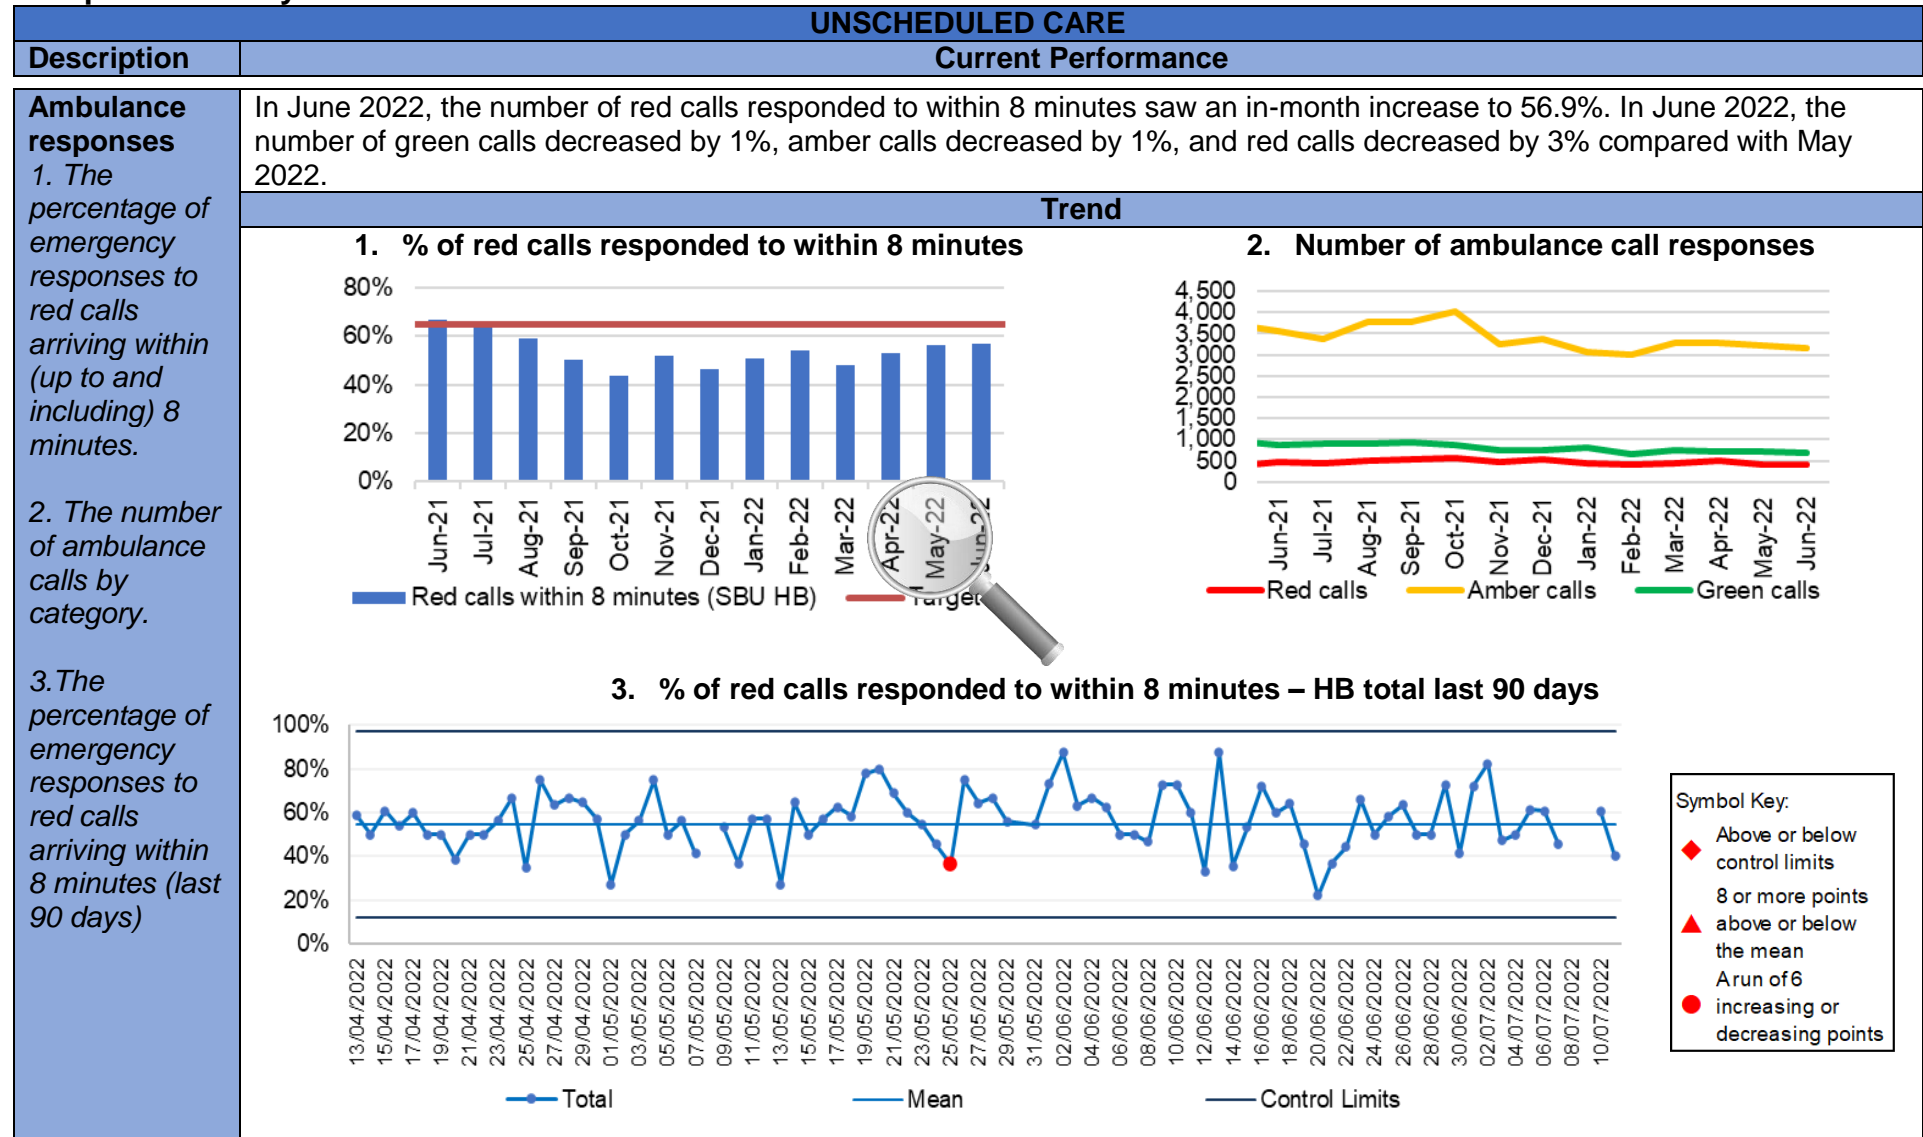 UNSCHEDULED CARE
Description
Current Performance
Ambulance
responses
1. The
percentage of
emergency
responses to
red calls
arriving within
(up to and
including) 8
minutes.
2. The number
of ambulance
calls by
category.
3.The
percentage of
emergency
responses to
red calls
arriving within
8 minutes (last
90 days)
In June 2022, the number of red calls responded to within 8 minutes saw an in-month increase to 56.9%. In June 2022, the
number of green calls decreased by 1%, amber calls decreased by 1%, and red calls decreased by 3% compared with May
2022.
Trend
1. % of red calls responded to within 8 minutes
80%
60%
40%
20%
0%
Jun-21
Jul-21
Aug-21
Sep-21
Oct-21
Nov-21
Dec-21
Jan-22
Feb-22
Mar-22
Apr-22
May-22
Jun-22
Red calls within 8 minutes (SBU HB)
Target
2. Number of ambulance call responses
4,500
4,000
3,500
3,000
2,500
2,000
1,500
1,000
500
0
Jun-21
Jul-21
Aug-21
Sep-21
Oct-21
Nov-21
Dec-21
Jan-22
Feb-22
Mar-22
Apr-22
May-22
Jun-22
Red calls
Amber calls
Green calls
3. % of red calls responded to within 8 minutes – HB total last 90 days
100%
80%
60%
40%
20%
0%
13/04/2022
15/04/2022
17/04/2022
19/04/2022
21/04/2022
23/04/2022
25/04/2022
27/04/2022
29/04/2022
01/05/2022
03/05/2022
05/05/2022
07/05/2022
09/05/2022
11/05/2022
13/05/2022
15/05/2022
17/05/2022
19/05/2022
21/05/2022
23/05/2022
25/05/2022
27/05/2022
29/05/2022
31/05/2022
02/06/2022
04/06/2022
06/06/2022
08/06/2022
10/06/2022
12/06/2022
14/06/2022
16/06/2022
18/06/2022
20/06/2022
22/06/2022
24/06/2022
26/06/2022
28/06/2022
30/06/2022
02/07/2022
04/07/2022
06/07/2022
08/07/2022
10/07/2022
Total
Mean
Control Limits
Symbol Key:
Above or below
control limits
8 or more points
above or below
the mean
A run of 6
increasing or
decreasing points